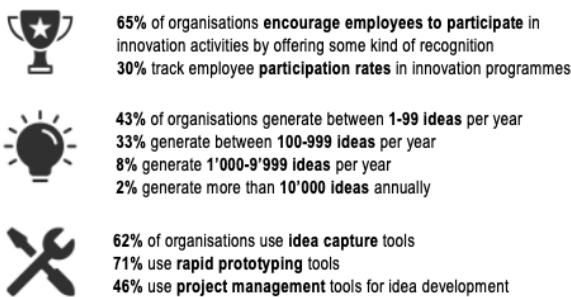 65% of organisations encourage employees to participate in
innovation activities by offering some kind of recognition
30% track employee participation rates in innovation programmes
43% of organisations generate between 1-99 ideas per year
33% generate between 100-999 ideas per year
8% generate 1'000-9'999 ideas per year
2% generate more than 10'000 ideas annually
62% of organisations use idea capture tools
71% use rapid prototyping tools
46% use project management tools for idea development